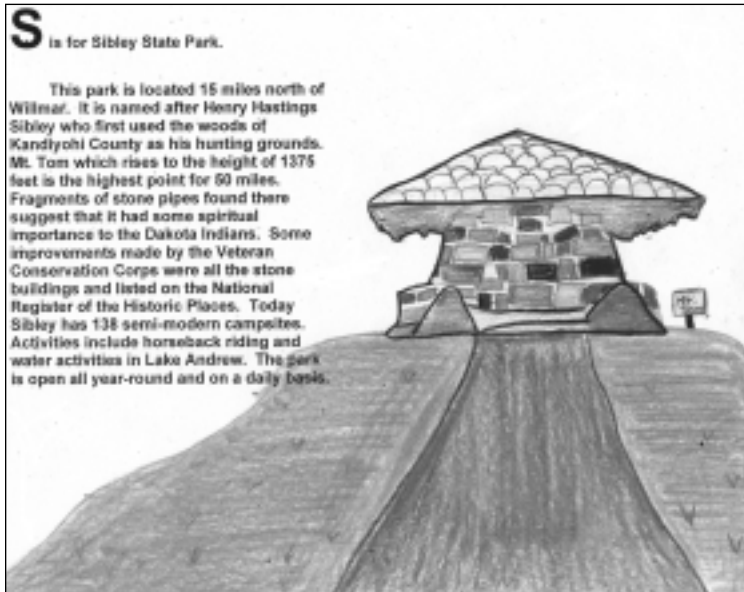 S is for Sibley State Park.
This park is located 15 miles north of
Willmar. It is named after Henry Hastings
Sibley who first used the woods of
Kandiyohi County as his hunting grounds.
Mt. Tom which rises to the height of 1375
feet is the highest point for 50 miles.
Fragments of stone pipes found there
suggest that it had some spiritual
importance to the Dakota Indians. Some
improvements made by the Veteran
Conservation Corps were all the stone
buildings and listed on the National
Register of the Historic Places. Today
Sibley has 138 semi-modern campsites.
Activities include horseback riding and
water activities in Lake Andrew. The park
is open all year-round and on a daily basis.